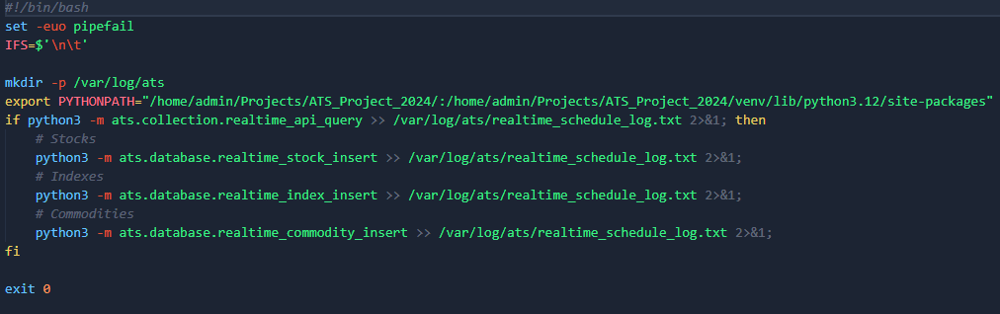 #!/bin/bash
set -euo pipefail
IFS=$'\n\t'
mkdir -p /var/log/ats
export PYTHONPATH="/home/admin/Projects/ATS_Project_2024/:/home/admin/Projects/ATS_Project_2024/venv/lib/python3.12/site-packages"
if python3 -m ats.collection.realtime_api_query >> /var/log/ats/realtime_schedule_log.txt 2>&1; then
    # Stocks
    python3 -m ats.database.realtime_stock_insert >> /var/log/ats/realtime_schedule_log.txt 2>&1;
    # Indexes
    python3 -m ats.database.realtime_index_insert >> /var/log/ats/realtime_schedule_log.txt 2>&1;
    # Commodities
    python3 -m ats.database.realtime_commodity_insert >> /var/log/ats/realtime_schedule_log.txt 2>&1;
fi
exit 0